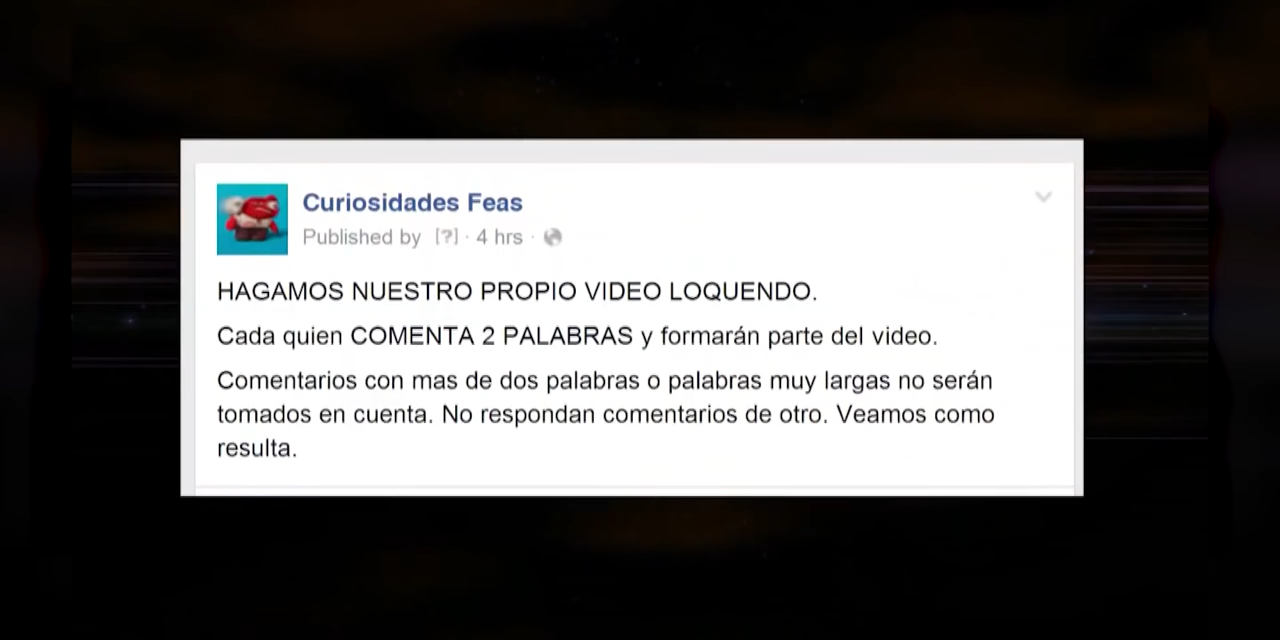 Curiosidades Feas
Published by [?] · 4 hrs ·
HAGAMOS NUESTRO PROPIO VIDEO LOQUENDO.
Cada quien COMENTA 2 PALABRAS y formarán parte del video.
Comentarios con mas de dos palabras o palabras muy largas no serán
tomados en cuenta. No respondan comentarios de otro. Veamos como
resulta.